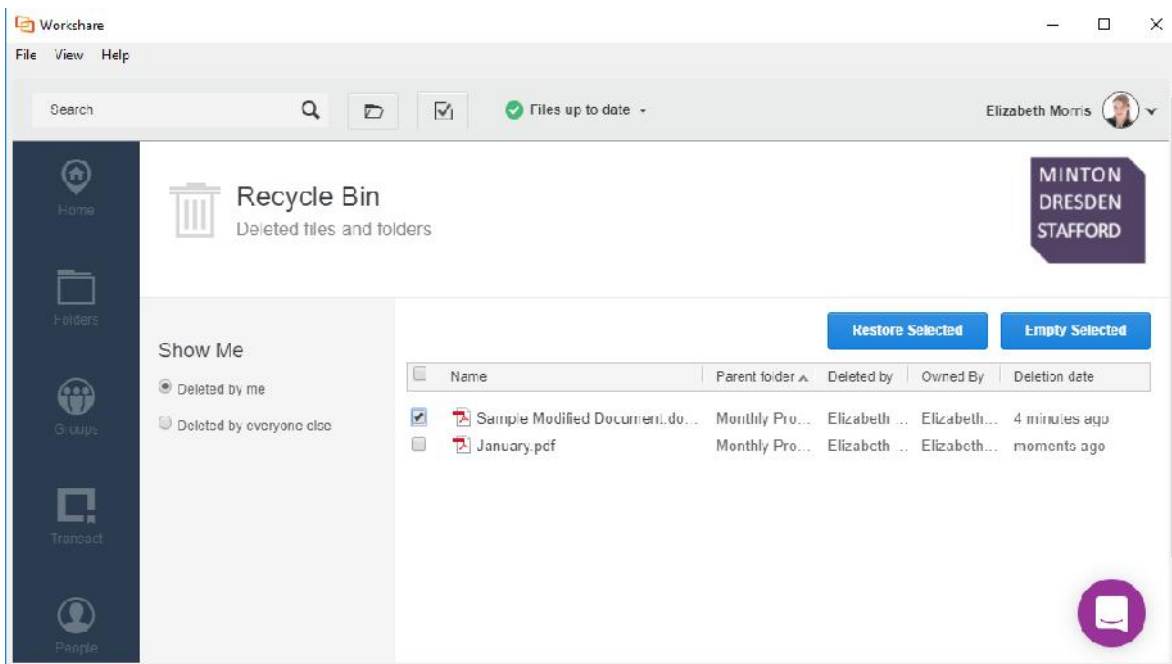 Workshare
File View Help
Search
Files up to date
Elizabeth Morris
Home
Folders
Groups
Transact
People
Recycle Bin
Deleted files and folders
MINTON
DRESDEN
STAFFORD
Show Me
Deleted by me
Deleted by everyone else
Restore Selected Empty Selected
Name Parent folder Deleted by Owned By Deletion date
Sample Modified Document.do... Monthly Pro... Elizabeth ... Elizabeth... 4 minutes ago
January.pdf Monthly Pro... Elizabeth ... Elizabeth... moments ago